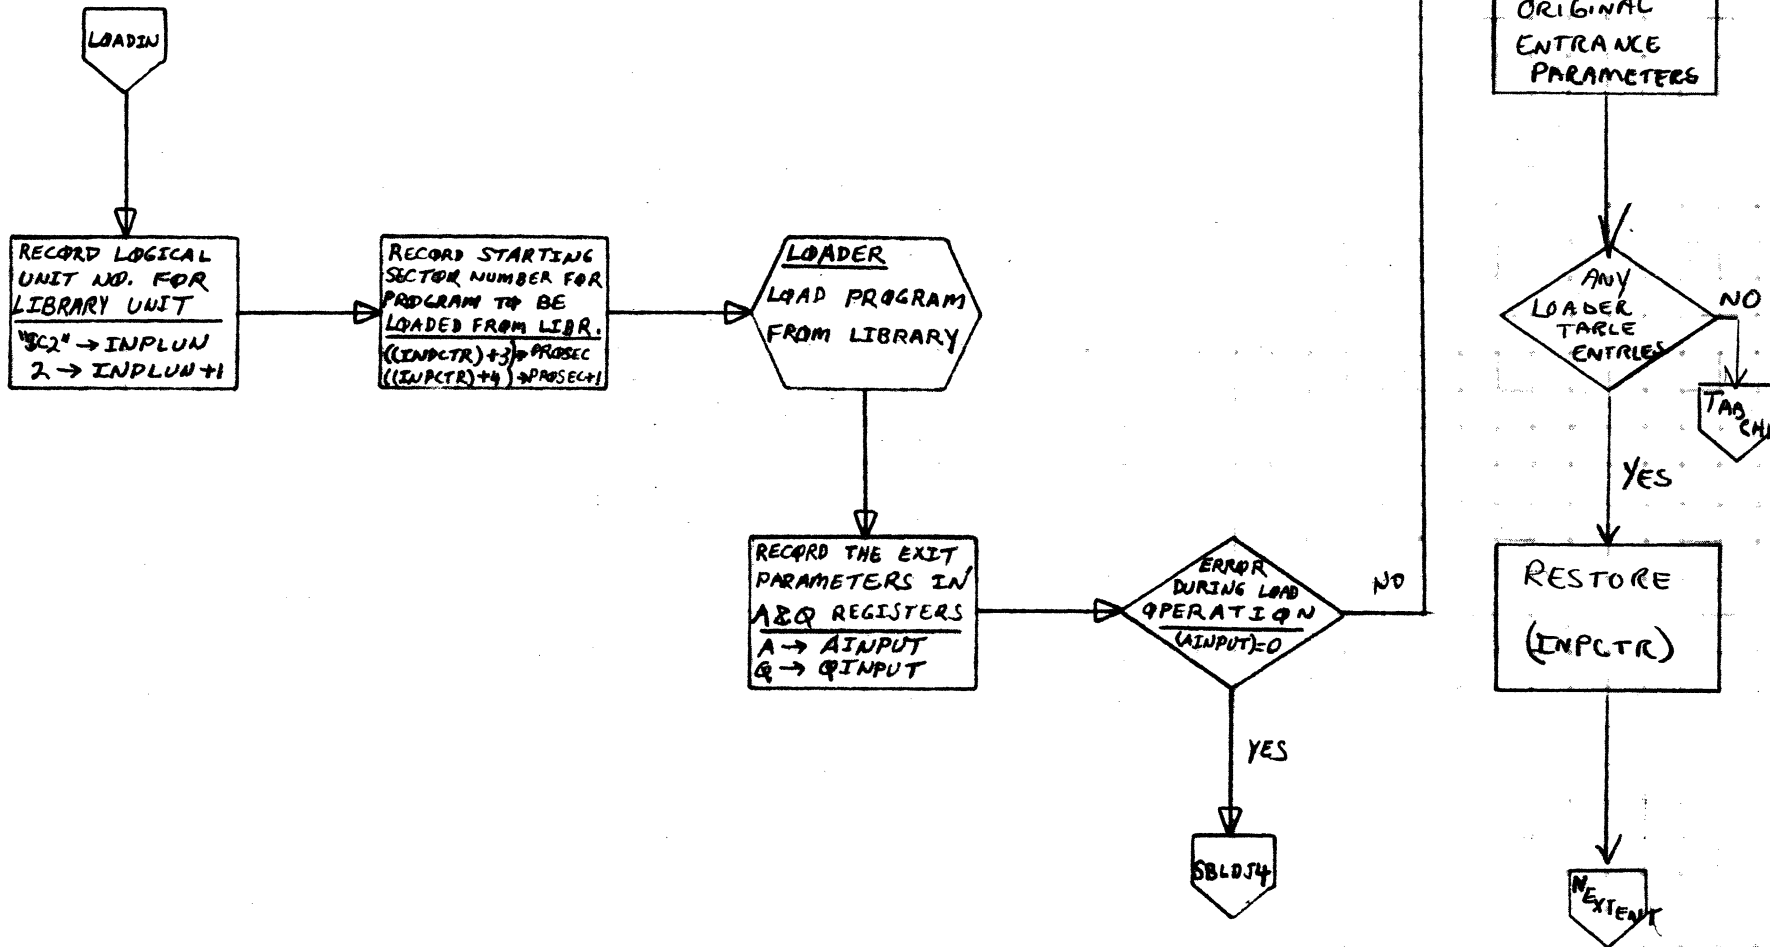 LOADIN
RECORD LOGICAL
UNIT NO. FOR
LIBRARY UNIT
2 → INPLUN+1
RECORD STARTING
SECTOR NUMBER FOR
PROGRAM TO BE
LOADED FROM LIBR.
((INPCTR)+3)→PROSEC
((INPCTR)+4)→PROSEC+1
LOADER
LOAD PROGRAM
FROM LIBRARY
RECORD THE EXIT
PARAMETERS IN
A&Q REGISTERS
A → AINPUT
Q → QINPUT
ERROR
DURING LOAD
OPERATION
(AINPUT)=0
NO
YES
SBLDJ4
ORIGINAL
ENTRANCE
PARAMETERS
ANY
LOADER
TABLE
ENTRIES
NO
YES
RESTORE
(INPCTR)
NEXTENT